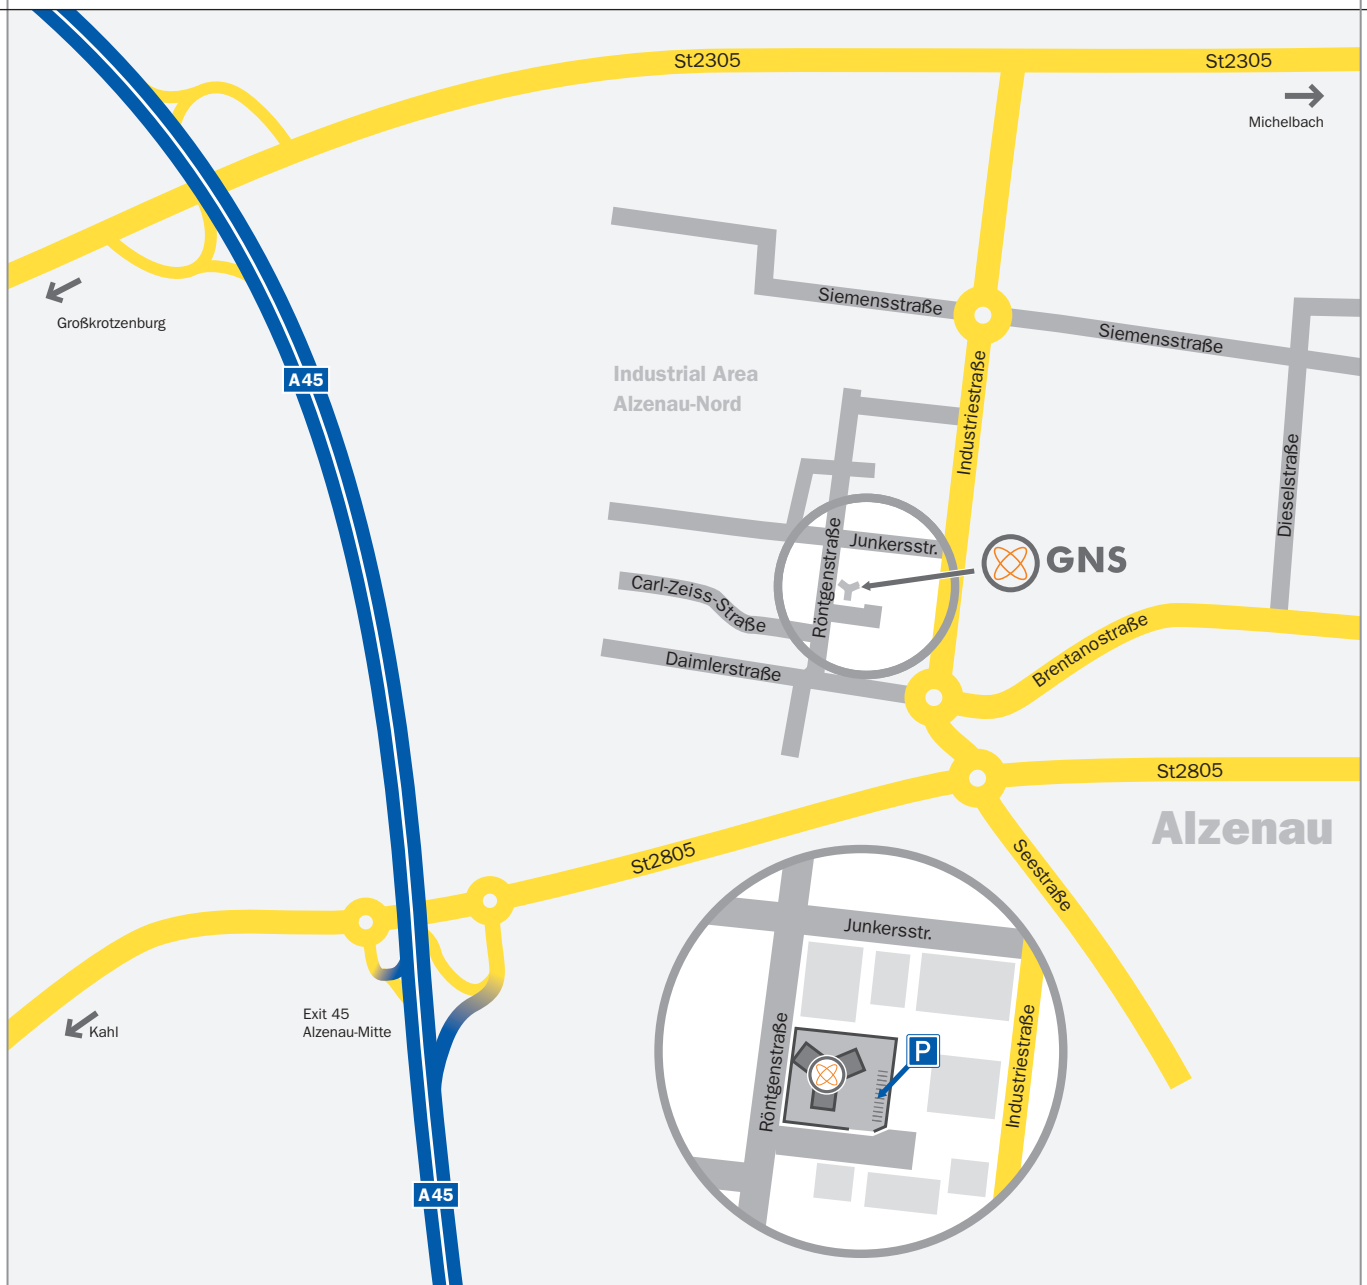 St2305
St2305
Michelbach
Siemensstraße
Großkrotzenburg
Siemensstraße
A45
Industrial Area
Alzenau-Nord
Industriestraße
Dieselstraße
Junkersstr.
Röntgenstraße
GNS
Carl-Zeiss-Straße
Daimlerstraße
Brentanostraße
St2805
Alzenau
St2805
Seestraße
Junkersstr.
Exit 45
Alzenau-Mitte
Kahl
Röntgenstraße
P
Industriestraße
A45